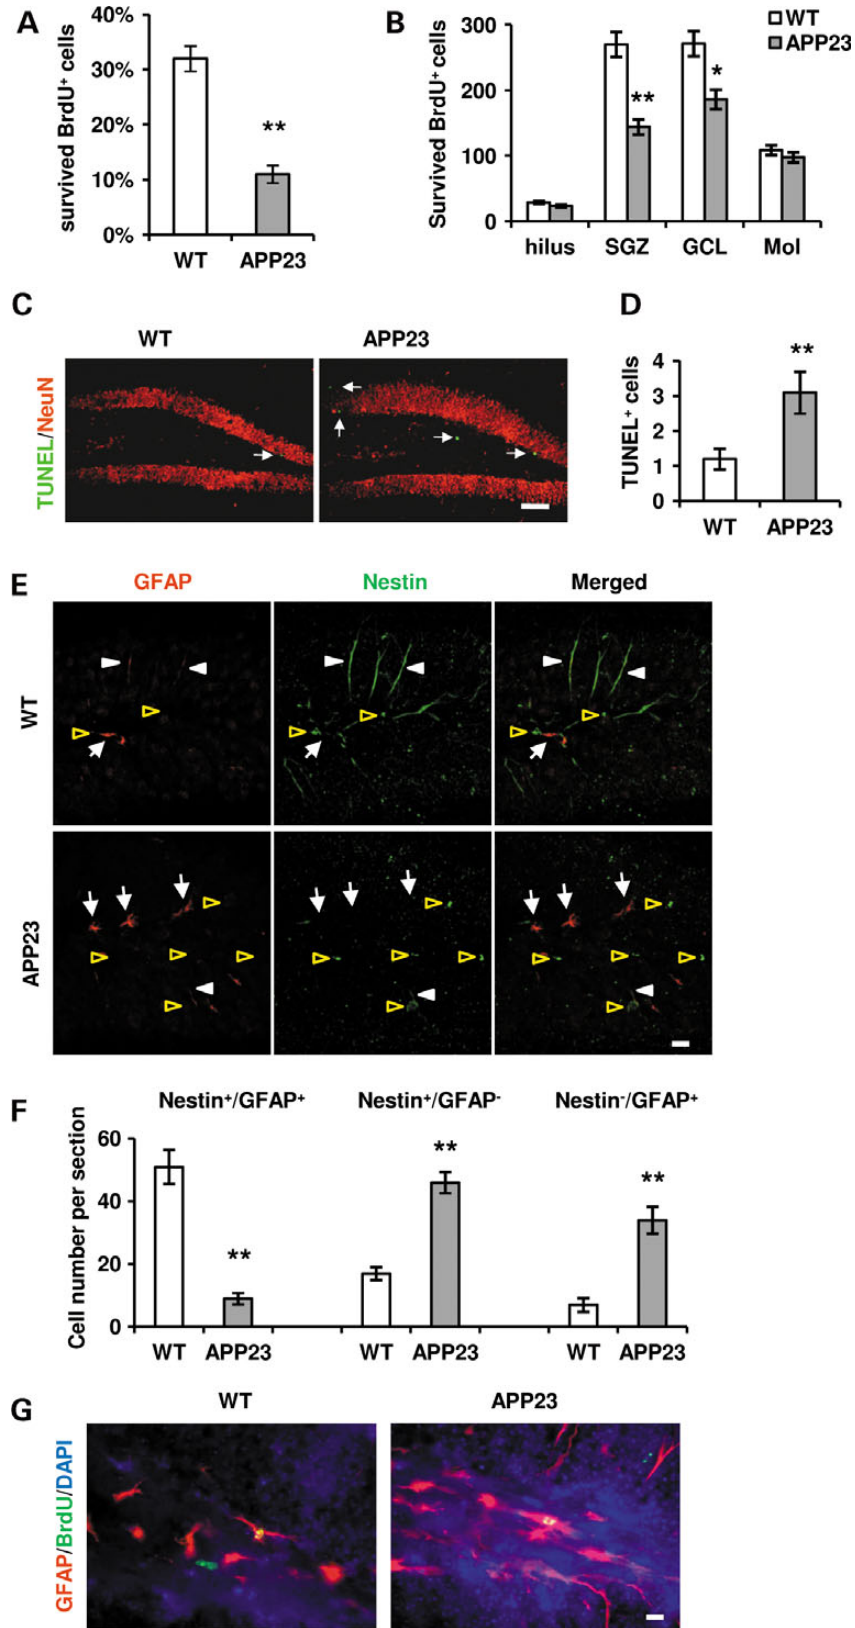 A
survived BrdU⁺ cells
40%
30%
20%
10%
0%
**
WT
APP23
B
Survived BrdU⁺ cells
300
200
100
0
WT
APP23
**
*
hilus
SGZ
GCL
Mol
C
WT
APP23
TUNEL/NeuN
D
TUNEL⁺ cells
4
3
2
1
0
**
WT
APP23
E
GFAP
Nestin
Merged
WT
APP23
F
Nestin⁺/GFAP⁺
Nestin⁺/GFAP⁻
Nestin⁻/GFAP⁺
Cell number per section
60
40
20
0
**
**
**
WT
APP23
WT
APP23
WT
APP23
G
WT
APP23
GFAP/BrdU/DAPI